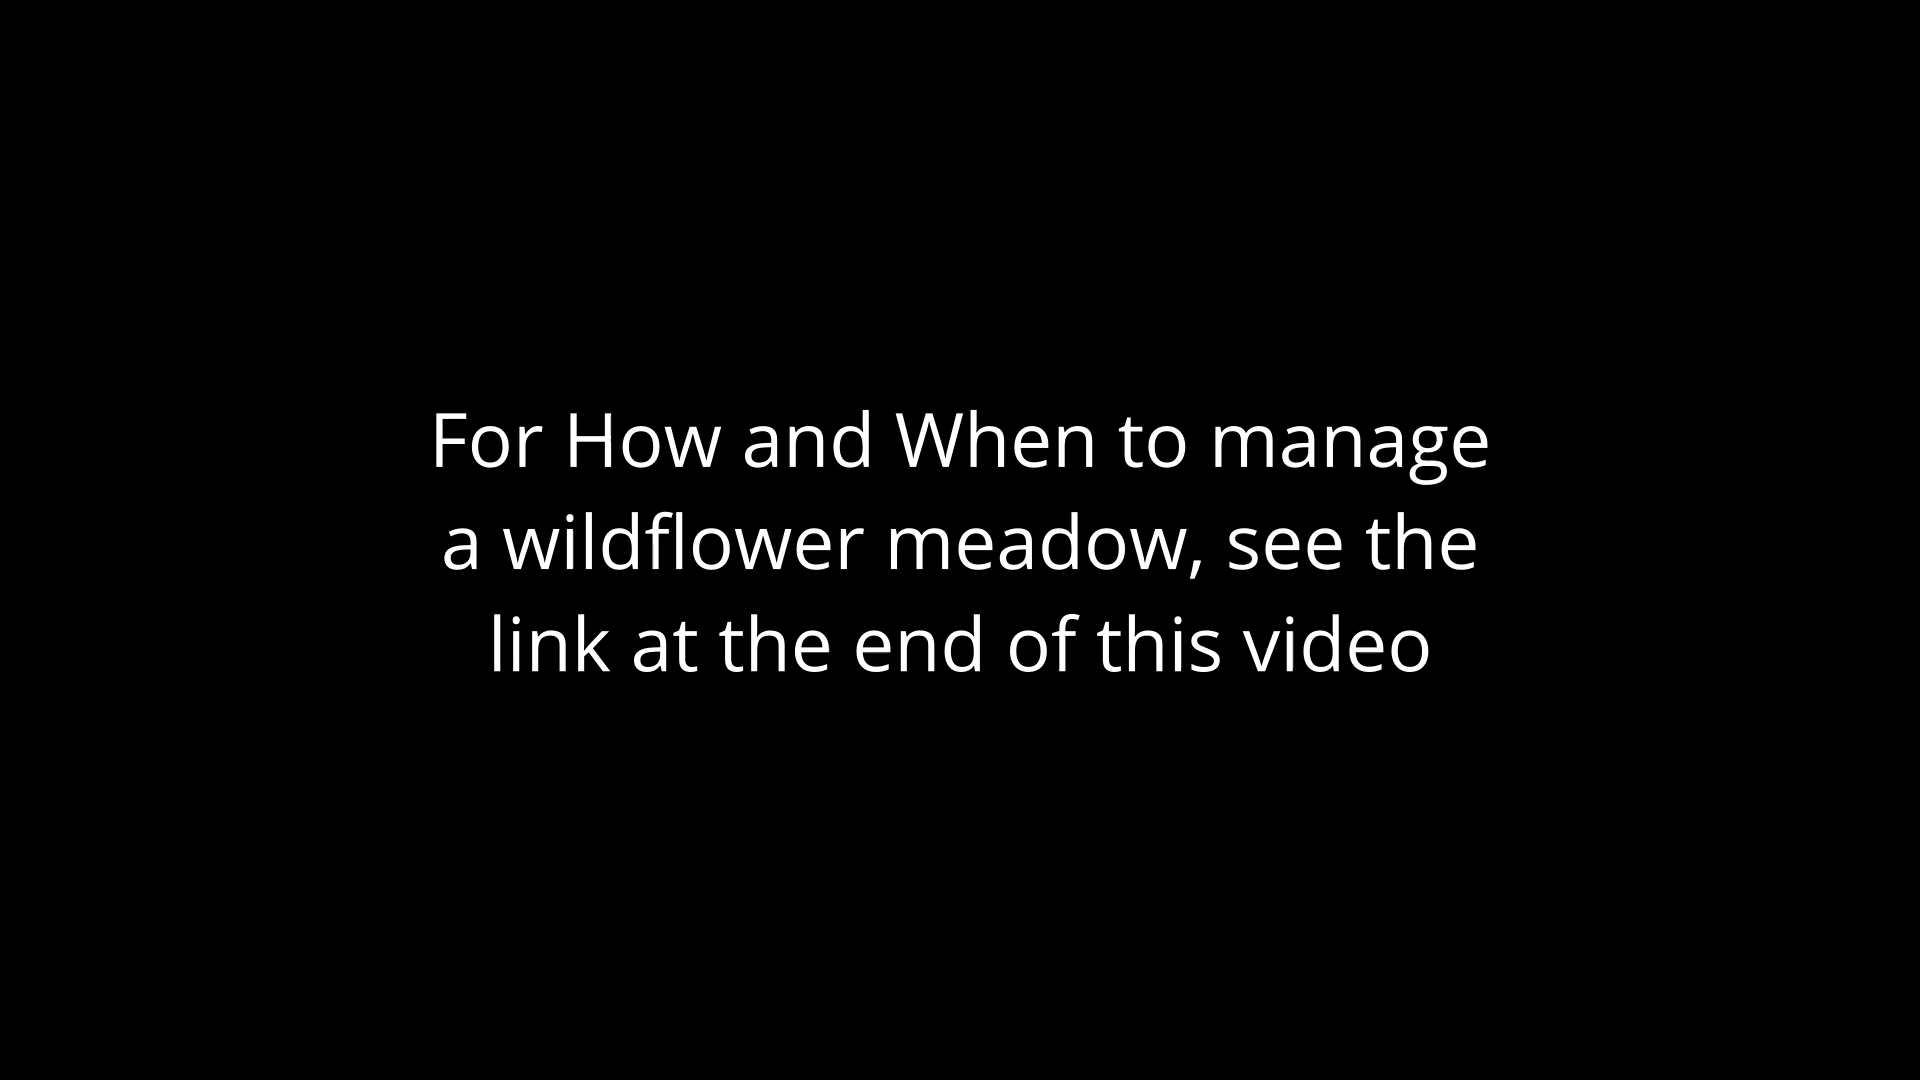 For How and When to manage
a wildflower meadow, see the
link at the end of this video